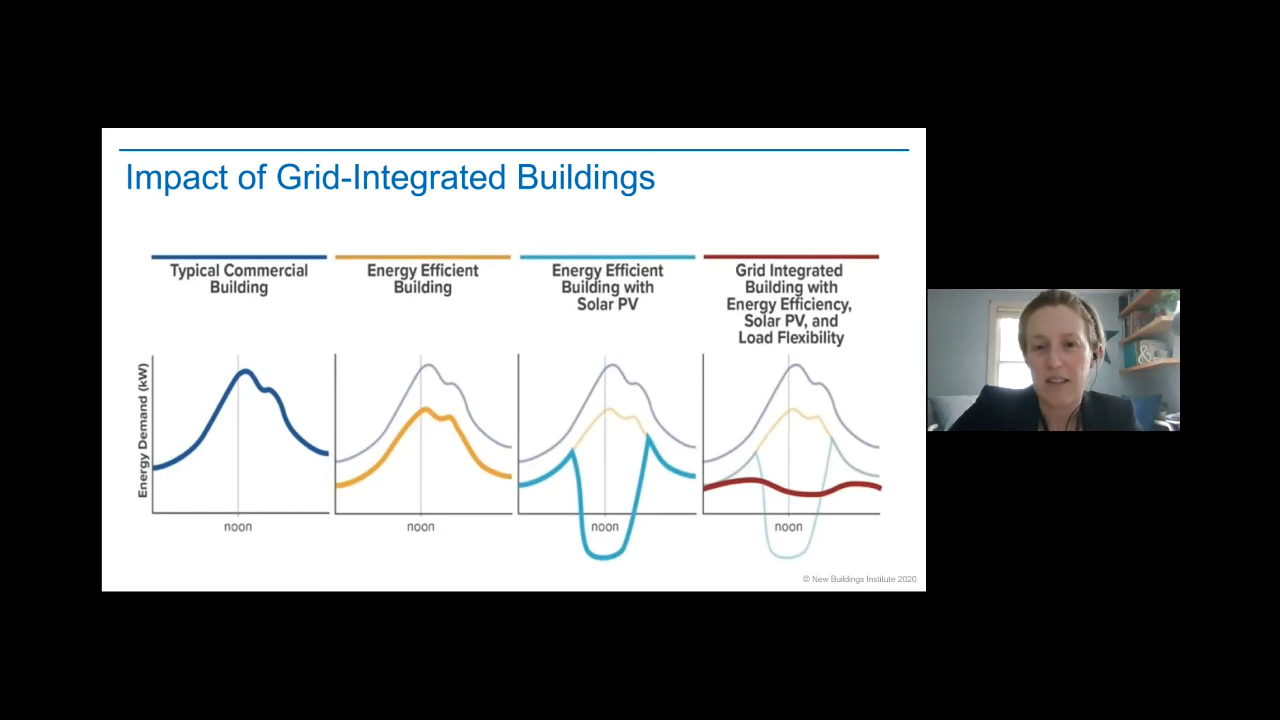 Impact of Grid-Integrated Buildings
Typical Commercial
Building
Energy Efficient
Building
Energy Efficient
Building with
Solar PV
Grid Integrated
Building with
Energy Efficiency,
Solar PV, and
Load Flexibility
Energy Demand (kW)
noon
noon
noon
noon
© New Buildings Institute 2020
&